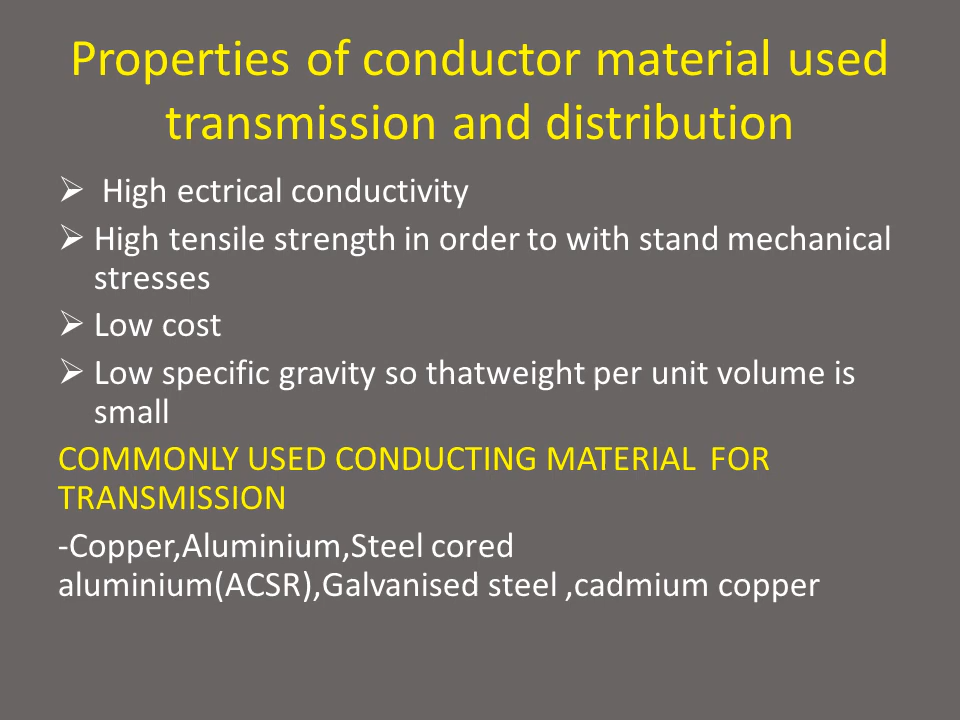 Properties of conductor material used
transmission and distribution
➢ High ectrical conductivity
➢ High tensile strength in order to with stand mechanical
stresses
➢ Low cost
➢ Low specific gravity so thatweight per unit volume is
small
COMMONLY USED CONDUCTING MATERIAL  FOR
TRANSMISSION
-Copper,Aluminium,Steel cored
aluminium(ACSR),Galvanised steel ,cadmium copper